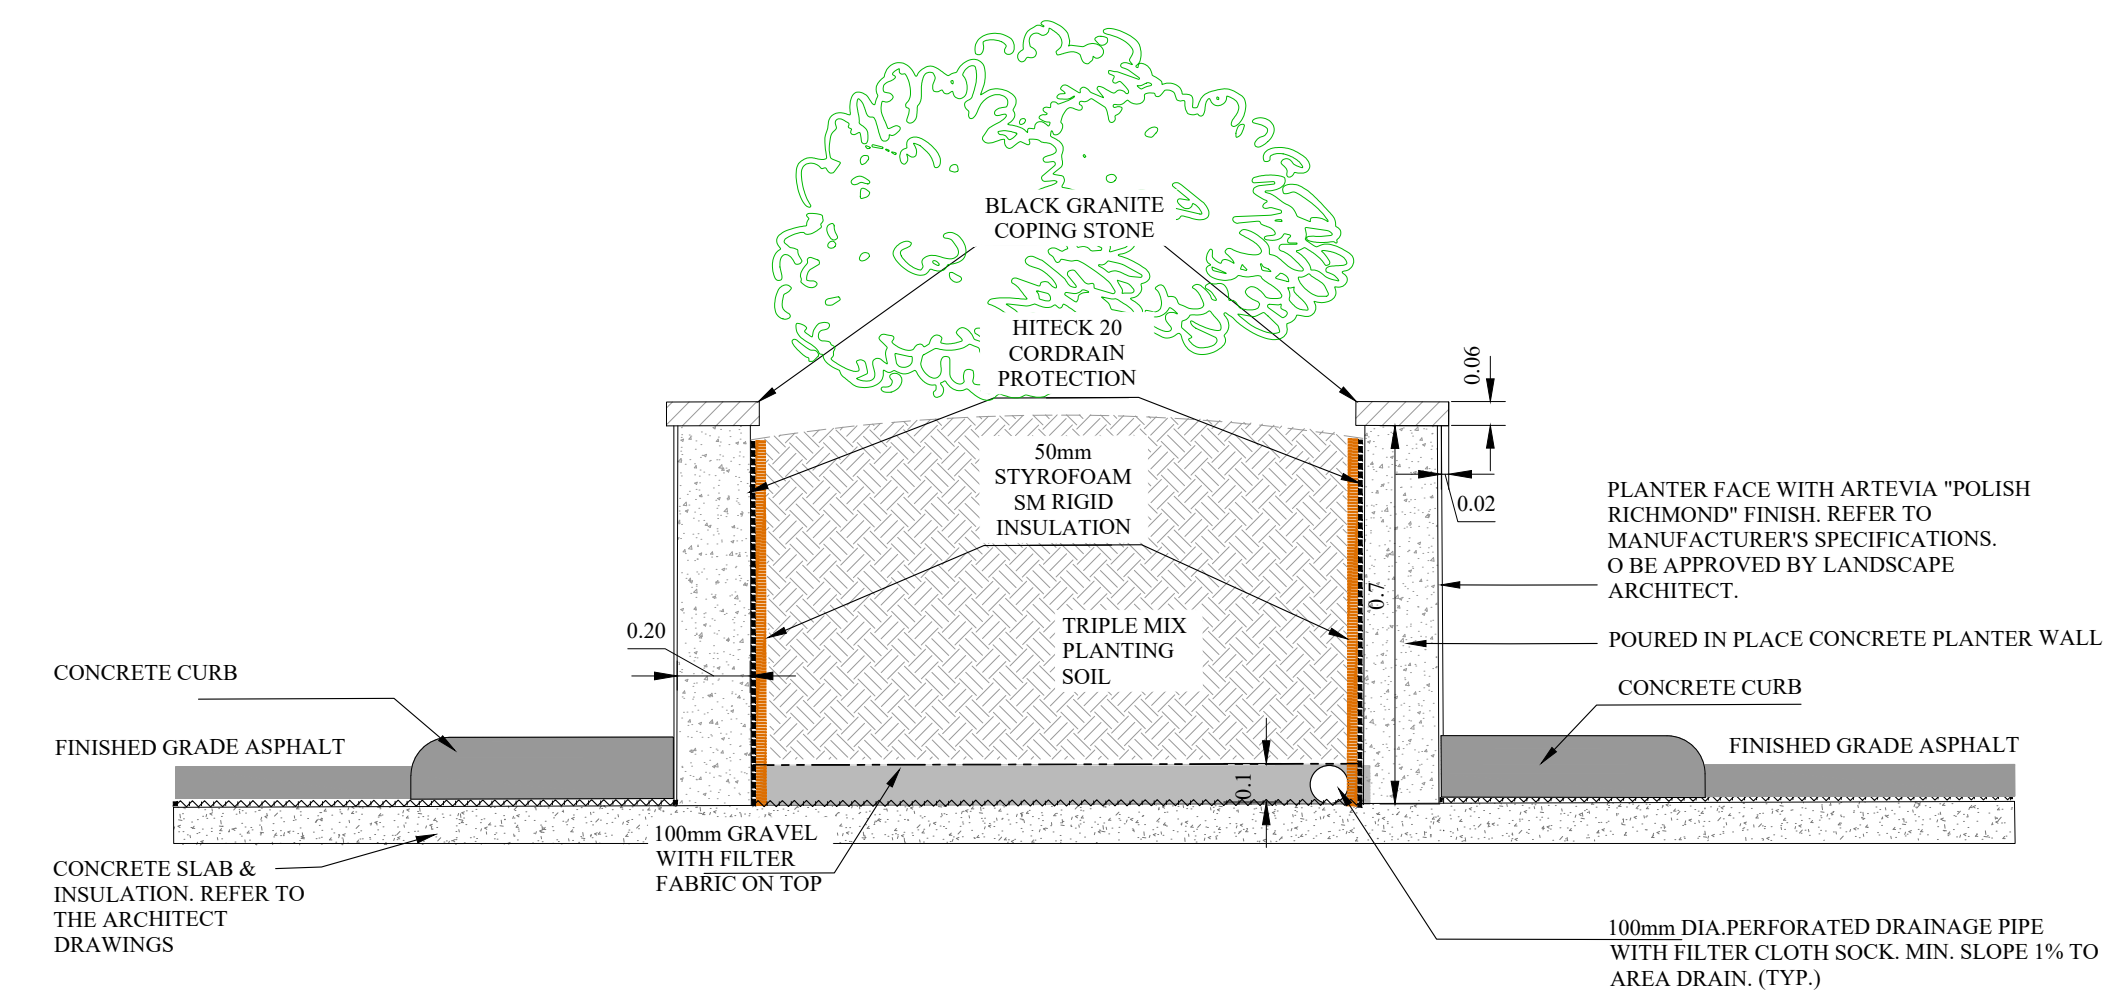 BLACK GRANITE
COPING STONE
HITECK 20
CORDRAIN
PROTECTION
0.06
50mm
STYROFOAM
SM RIGID
INSULATION
0.02
PLANTER FACE WITH ARTEVIA "POLISH
RICHMOND" FINISH. REFER TO
MANUFACTURER'S SPECIFICATIONS.
O BE APPROVED BY LANDSCAPE
ARCHITECT.
0.7
0.20
TRIPLE MIX
PLANTING
SOIL
POURED IN PLACE CONCRETE PLANTER WALL
CONCRETE CURB
CONCRETE CURB
FINISHED GRADE ASPHALT
FINISHED GRADE ASPHALT
0.1
100mm GRAVEL
WITH FILTER
FABRIC ON TOP
CONCRETE SLAB &
INSULATION. REFER TO
THE ARCHITECT
DRAWINGS
100mm DIA.PERFORATED DRAINAGE PIPE
WITH FILTER CLOTH SOCK. MIN. SLOPE 1% TO
AREA DRAIN. (TYP.)